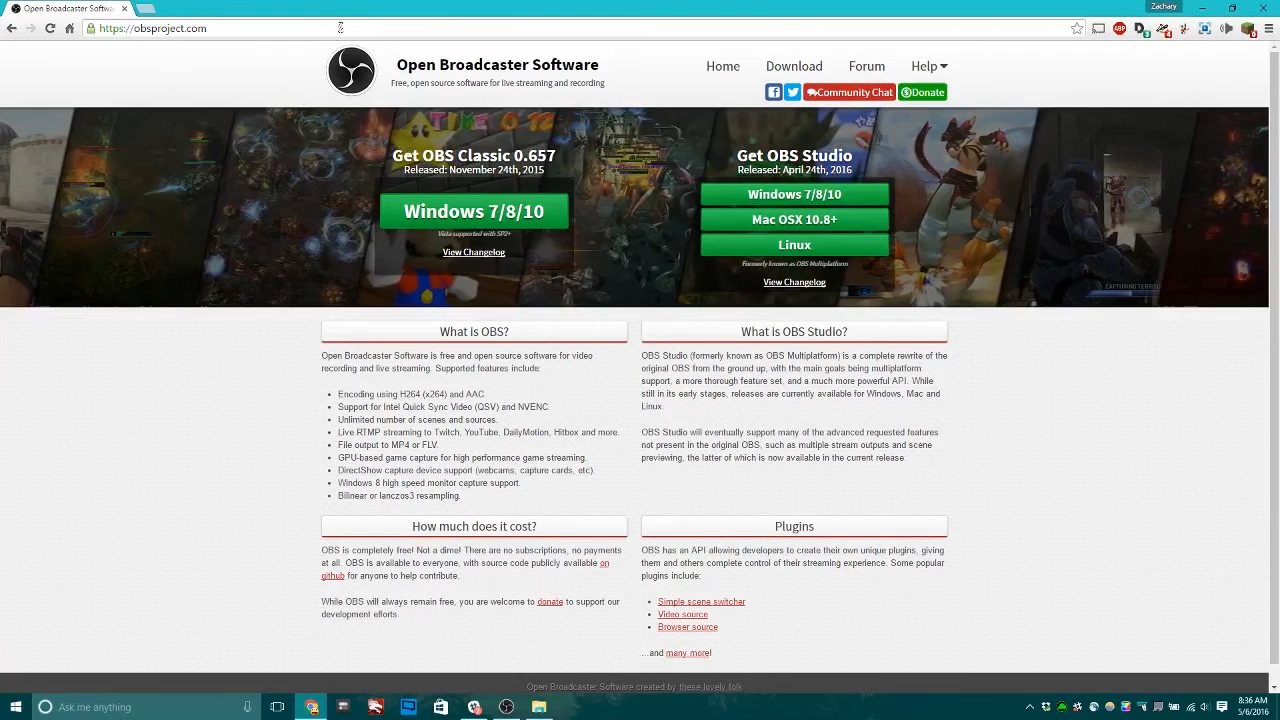 Open Broadcaster Softwa
Zachary
https://obsproject.com
ABP
3
4
6
Open Broadcaster Software
Free, open source software for live streaming and recording
Home
Download
Forum
Help
Community Chat
Donate
TIME 0 12
Get OBS Classic 0.657
Released: November 24th, 2015
Windows 7/8/10
Vista supported with SP2+
View Changelog
Get OBS Studio
Released: April 24th, 2016
Windows 7/8/10
Mac OSX 10.8+
Linux
Formerly known as OBS Multiplatform
View Changelog
What is OBS?
Open Broadcaster Software is free and open source software for video
recording and live streaming. Supported features include:
• Encoding using H264 (x264) and AAC.
• Support for Intel Quick Sync Video (QSV) and NVENC.
• Unlimited number of scenes and sources.
• Live RTMP streaming to Twitch, YouTube, DailyMotion, Hitbox and more.
• File output to MP4 or FLV.
• GPU-based game capture for high performance game streaming.
• DirectShow capture device support (webcams, capture cards, etc).
• Windows 8 high speed monitor capture support.
• Bilinear or lanczos3 resampling.
What is OBS Studio?
OBS Studio (formerly known as OBS Multiplatform) is a complete rewrite of the
original OBS from the ground up, with the main goals being multiplatform
support, a more thorough feature set, and a much more powerful API. While
still in its early stages, releases are currently available for Windows, Mac and
Linux.
OBS Studio will eventually support many of the advanced requested features
not present in the original OBS, such as multiple stream outputs and scene
previewing, the latter of which is now available in the current release.
How much does it cost?
OBS is completely free! Not a dime! There are no subscriptions, no payments
at all. OBS is available to everyone, with source code publicly available on
github for anyone to help contribute.
While OBS will always remain free, you are welcome to donate to support our
development efforts.
Plugins
OBS has an API allowing developers to create their own unique plugins, giving
them and others complete control of their streaming experience. Some popular
plugins include:
• Simple scene switcher
• Video source
• Browser source
...and many more!
Open Broadcaster Software created by these lovely folk
Ask me anything
8:36 AM
5/6/2016